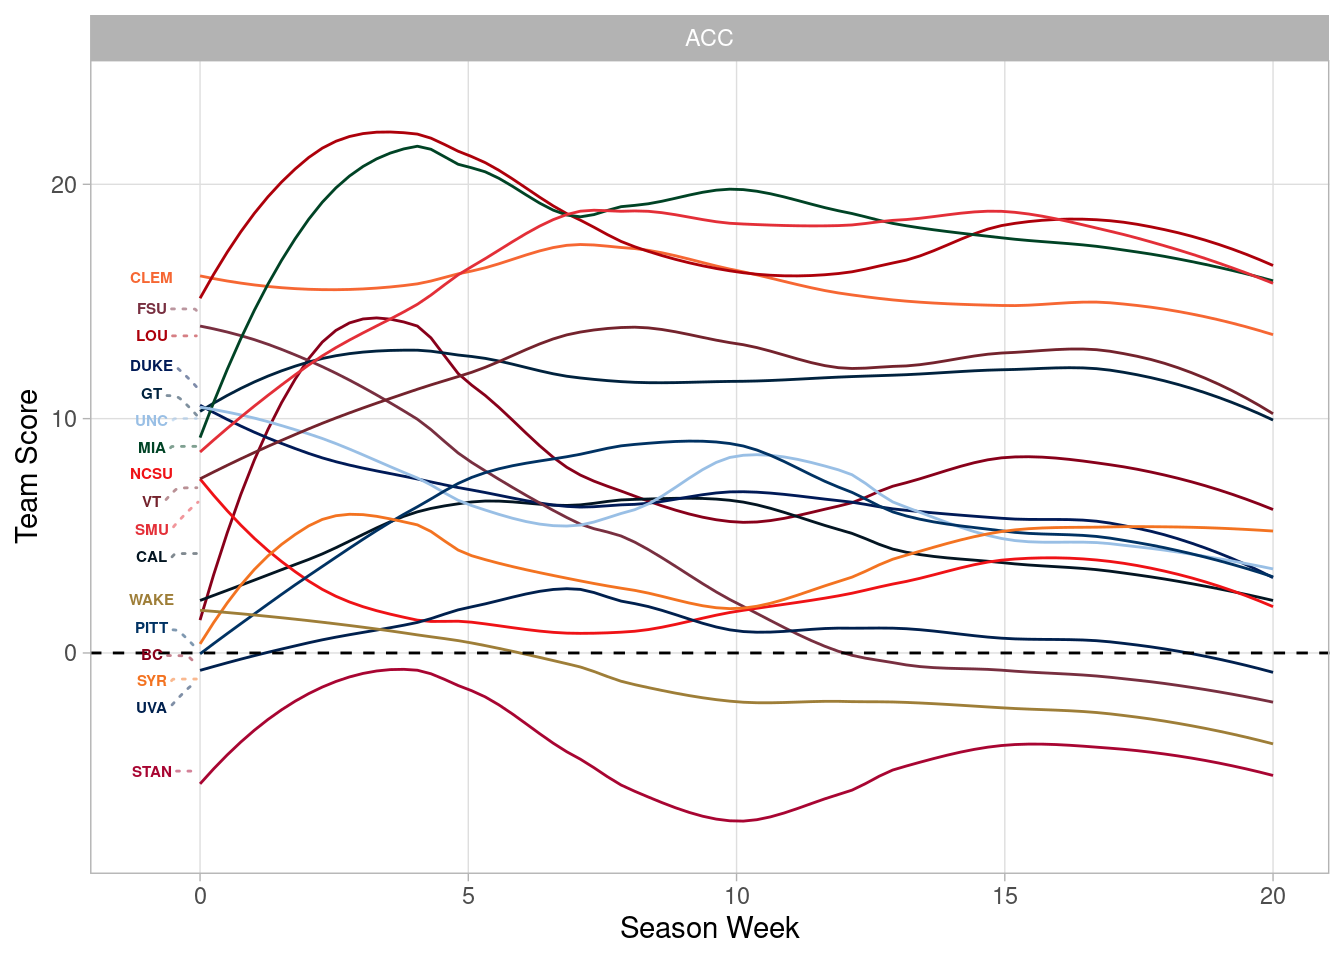 ACC
Team Score
20
10
0
CLEM
FSU
LOU
DUKE
GT
UNC
MIA
NCSU
VT
SMU
CAL
WAKE
PITT
BC
SYR
UVA
STAN
0 5 10 15 20
Season Week